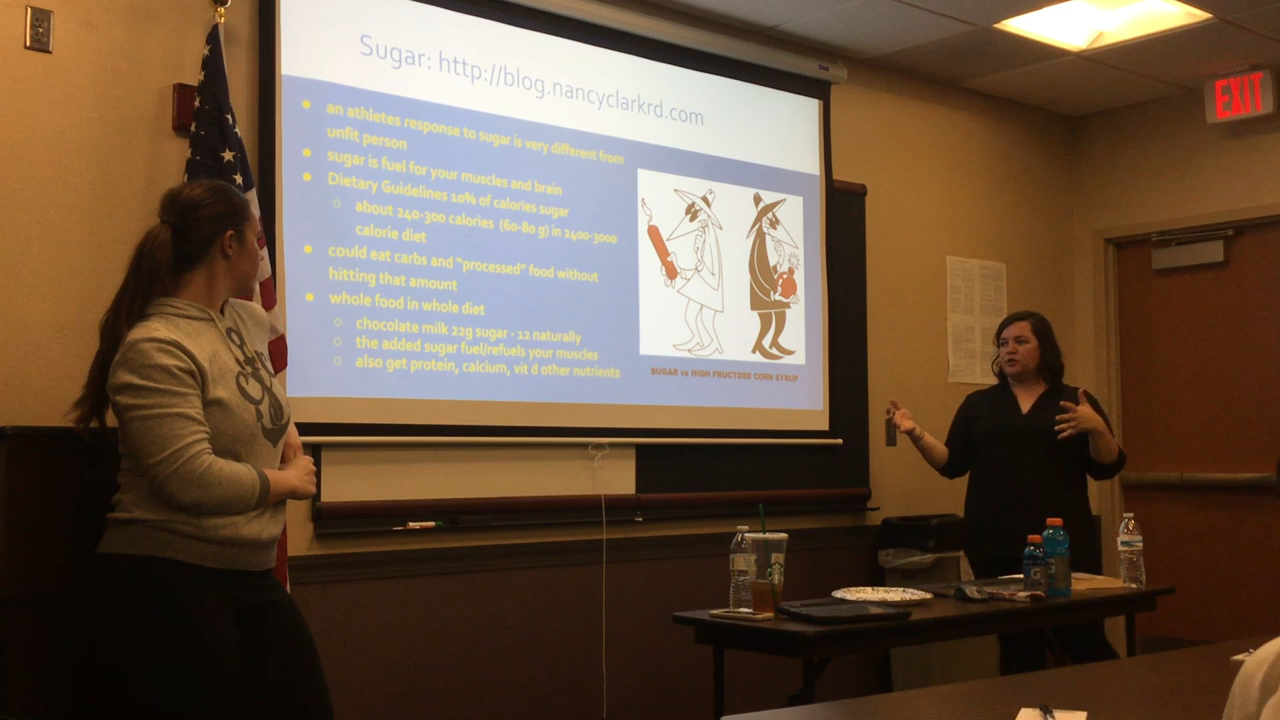 Sugar: http://blog.nancyclarkrd.com
an athletes response to sugar is very different from
unfit person
sugar is fuel for your muscles and brain
Dietary Guidelines 10% of calories sugar
about 240-300 calories (60-80 g) in 2400-3000
calorie diet
could eat carbs and "processed" food without
hitting that amount
whole food in whole diet
chocolate milk 22g sugar - 12 naturally
the added sugar fuel/refuels your muscles
also get protein, calcium, vit d other nutrients
SUGAR vs HIGH FRUCTOSE CORN SYRUP
EXIT